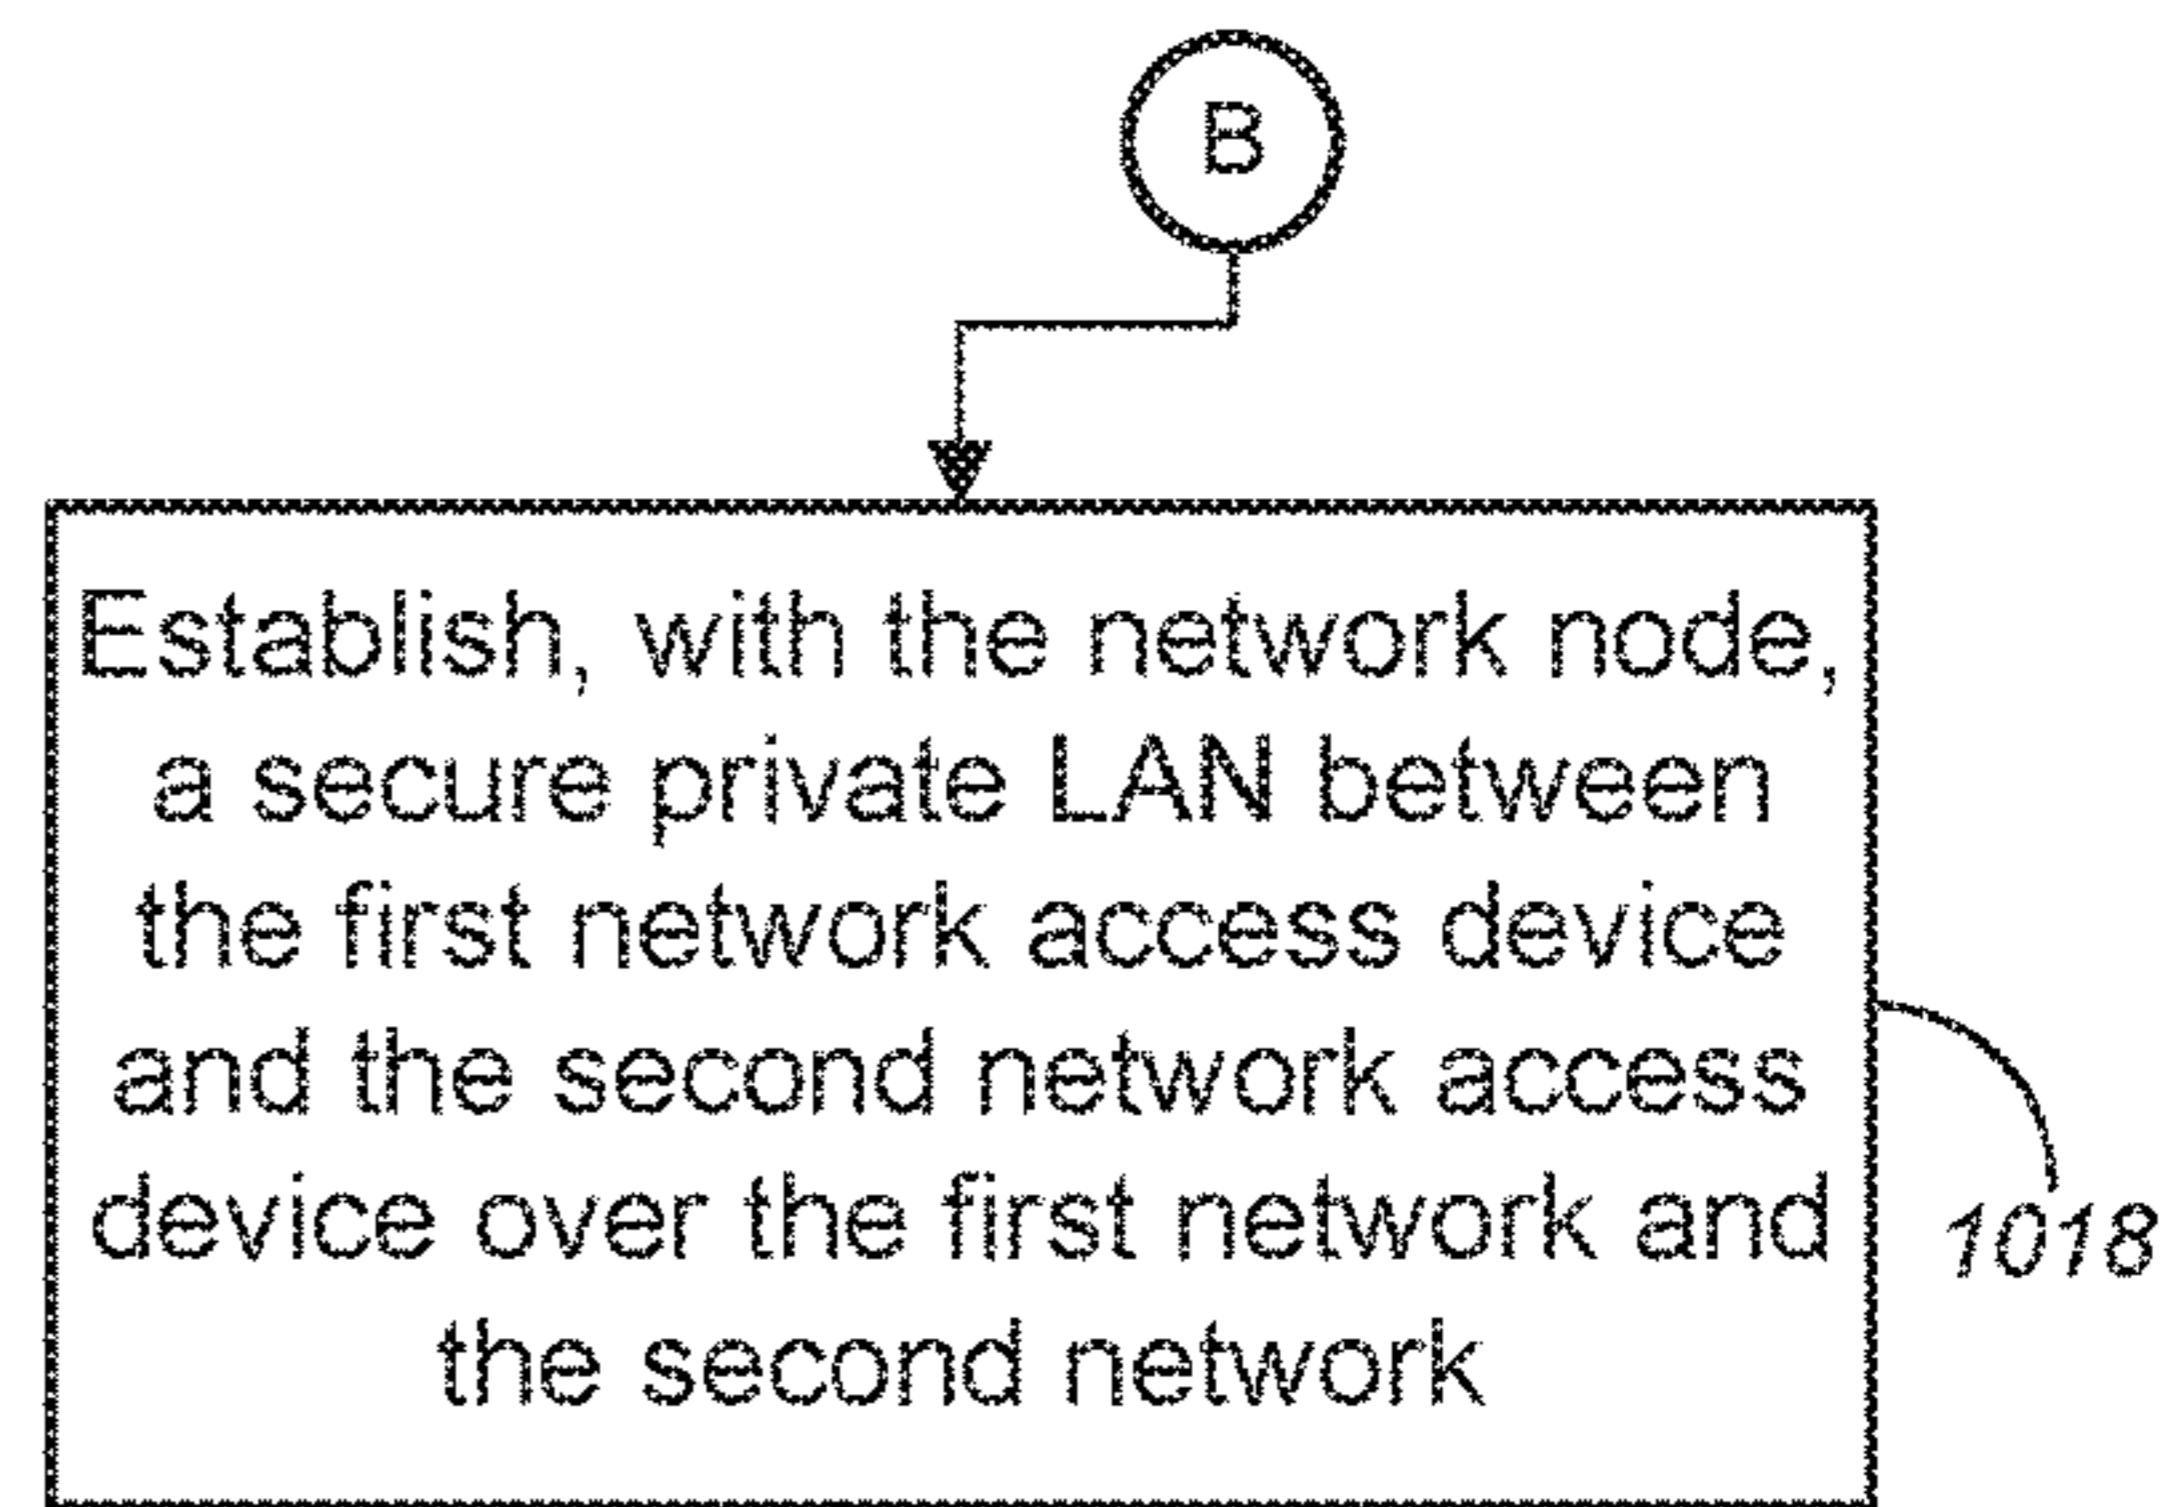 B
Establish, with the network node,
a secure private LAN between
the first network access device
and the second network access
device over the first network and
the second network
1018